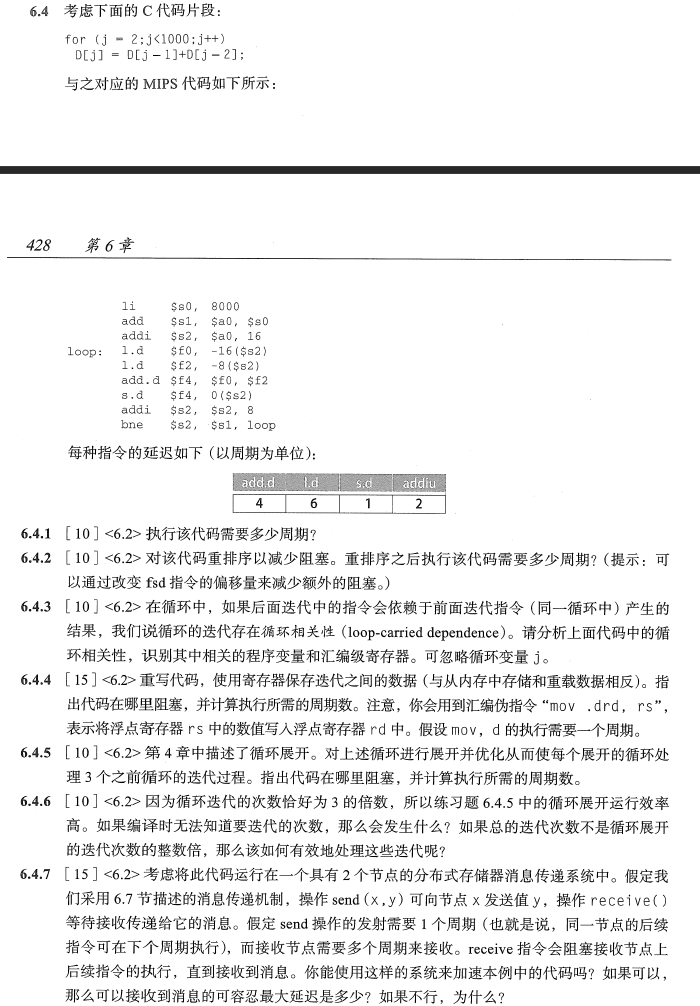 6.4 考虑下面的 C 代码片段：
for (j = 2;j<1000;j++)
D[j] = D[j－1]+D[j－2];
与之对应的 MIPS 代码如下所示：
428 第 6 章
li $s0, 8000
add $s1, $a0, $s0
addi $s2, $a0, 16
loop: l.d $f0, -16($s2)
l.d $f2, -8($s2)
add.d $f4, $f0, $f2
s.d $f4, 0($s2)
addi $s2, $s2, 8
bne $s2, $s1, loop
每种指令的延迟如下（以周期为单位）：
add.d l.d s.d addiu
4 6 1 2
6.4.1 ［10］<6.2> 执行该代码需要多少周期？
6.4.2 ［10］<6.2> 对该代码重排序以减少阻塞。重排序之后执行该代码需要多少周期？（提示：可
以通过改变 fsd 指令的偏移量来减少额外的阻塞。）
6.4.3 ［10］<6.2> 在循环中，如果后面迭代中的指令会依赖于前面迭代指令（同一循环中）产生的
结果，我们说循环的迭代存在循环相关性（loop-carried dependence）。请分析上面代码中的循
环相关性，识别其中相关的程序变量和汇编级寄存器。可忽略循环变量 j。
6.4.4 ［15］<6.2> 重写代码，使用寄存器保存迭代之间的数据（与从内存中存储和重载数据相反）。指
出代码在哪里阻塞，并计算执行所需的周期数。注意，你会用到汇编伪指令“mov .drd, rs”，
表示将浮点寄存器 rs 中的数值写入浮点寄存器 rd 中。假设 mov，d 的执行需要一个周期。
6.4.5 ［10］<6.2> 第 4 章中描述了循环展开。对上述循环进行展开并优化从而使每个展开的循环处
理 3 个之前循环的迭代过程。指出代码在哪里阻塞，并计算执行所需的周期数。
6.4.6 ［10］<6.2> 因为循环迭代的次数恰好为 3 的倍数，所以练习题 6.4.5 中的循环展开运行效率
高。如果编译时无法知道要迭代的次数，那么会发生什么？如果总的迭代次数不是循环展开
的迭代次数的整数倍，那么该如何有效地处理这些迭代呢？
6.4.7 ［15］<6.2> 考虑将此代码运行在一个具有 2 个节点的分布式存储器消息传递系统中。假定我
们采用 6.7 节描述的消息传递机制，操作 send (x,y) 可向节点 x 发送值 y，操作 receive()
等待接收传递给它的消息。假定 send 操作的发射需要 1 个周期（也就是说，同一节点的后续
指令可在下个周期执行），而接收节点需要多个周期来接收。receive 指令会阻塞接收节点上
后续指令的执行，直到接收到消息。你能使用这样的系统来加速本例中的代码吗？如果可以，
那么可以接收到消息的可容忍最大延迟是多少？如果不行，为什么？